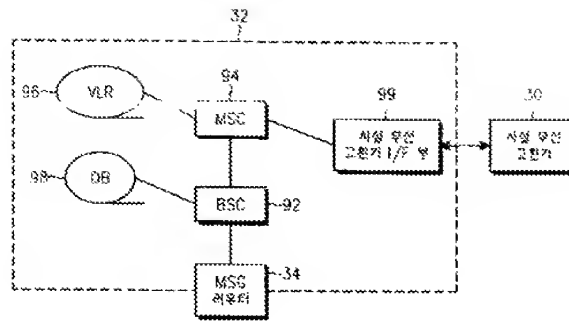 32
96
VLR
94
MSC
99
사설 무선
교환기 I/F 부
30
사설 무선
교환기
98
DB
BSC
92
MSG
라우터
34